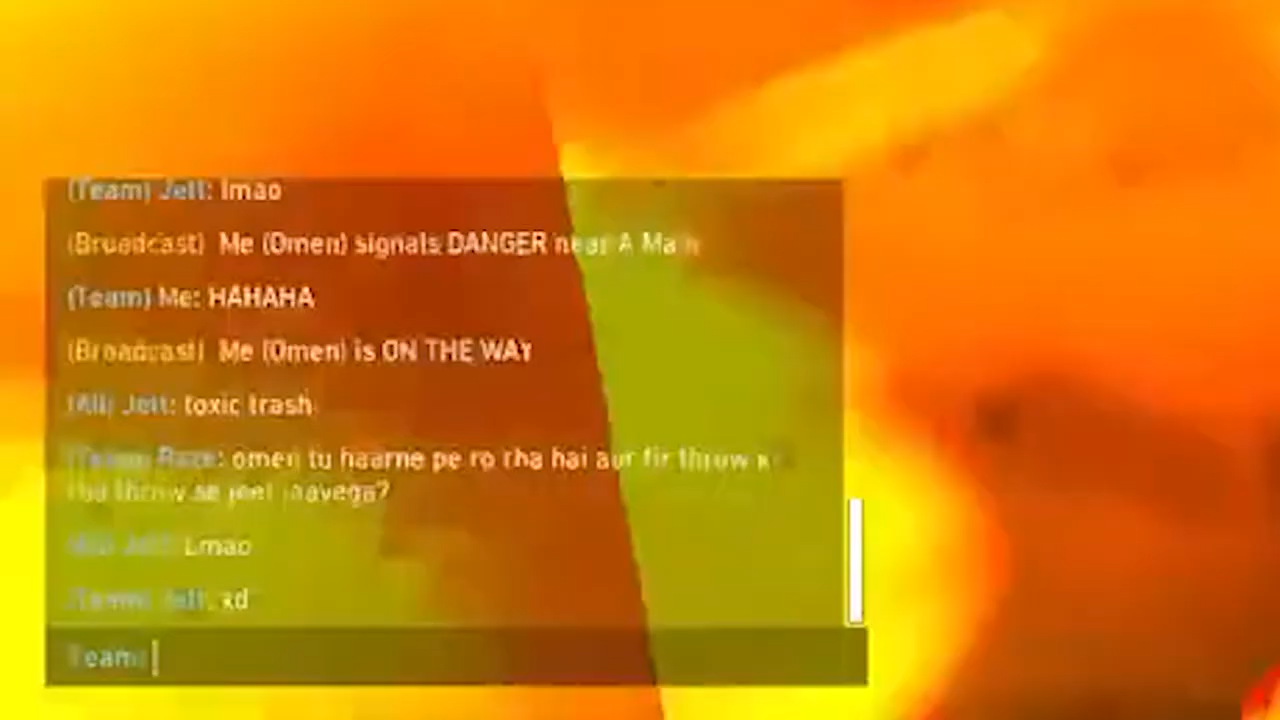 (Team) Jett: lmao
(Broadcast) Me (Omen) signals DANGER near A Main
(Team) Me: HAHAHA
(Broadcast) Me (Omen) is ON THE WAY
(All) Jett: toxic trash
(Team) Raze: omen tu haarne pe ro rha hai aur fir throw
throw se jeet jaavega?
(All) Jett: Lmao
(Team) Jett: xd
Team: